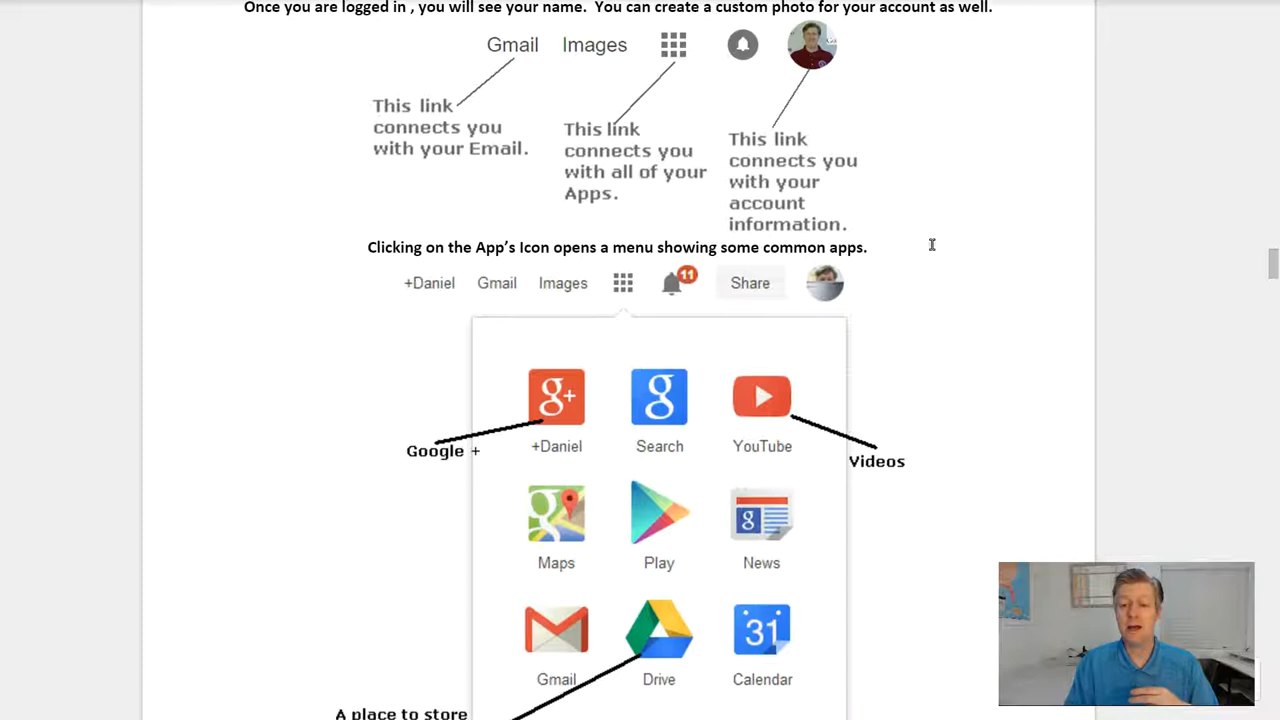 Once you are logged in , you will see your name.  You can create a custom photo for your account as well.
Gmail Images
This link
connects you
with your Email.
This link
connects you
with all of your
Apps.
This link
connects you
with your
account
information.
Clicking on the App’s Icon opens a menu showing some common apps.
+Daniel Gmail Images 11 Share
g+ g
+Daniel Search YouTube
Google +
Videos
g g
Maps Play News
31
Gmail Drive Calendar
A place to store